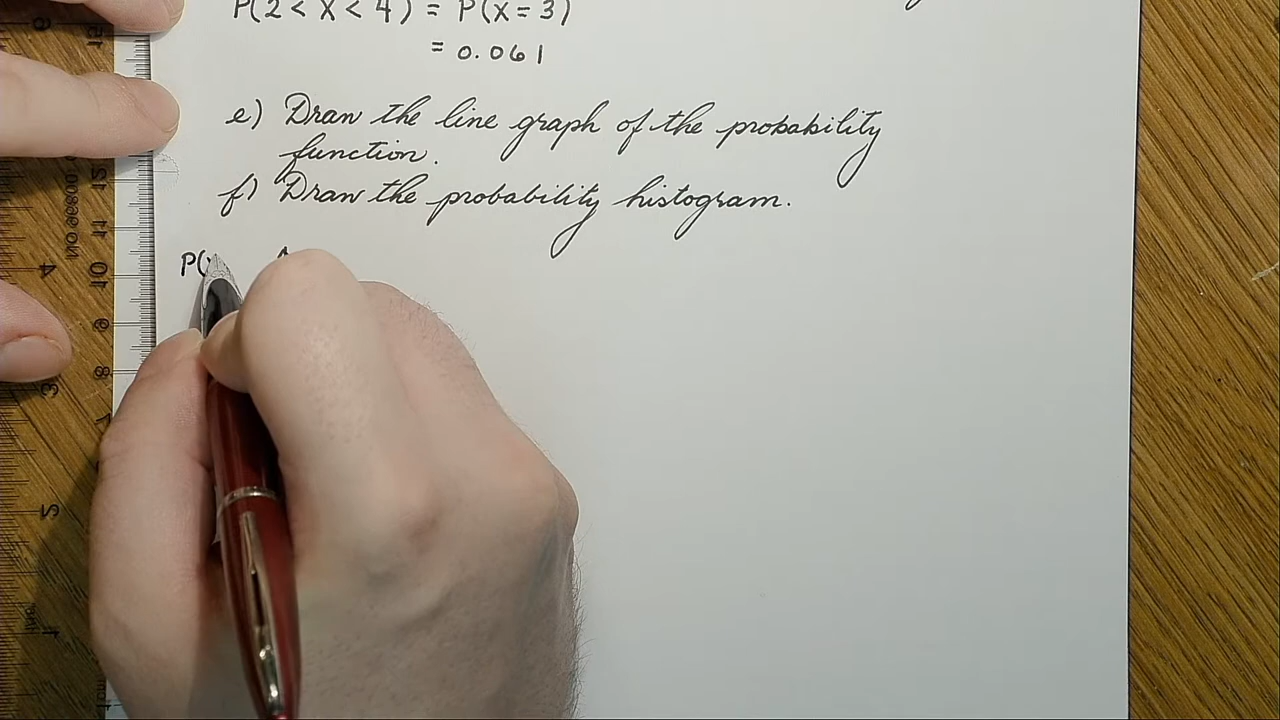 P(2 < X < 4) = P(X = 3)
= 0.061
e) Draw the line graph of the probability
function.
f) Draw the probability histogram.
P(